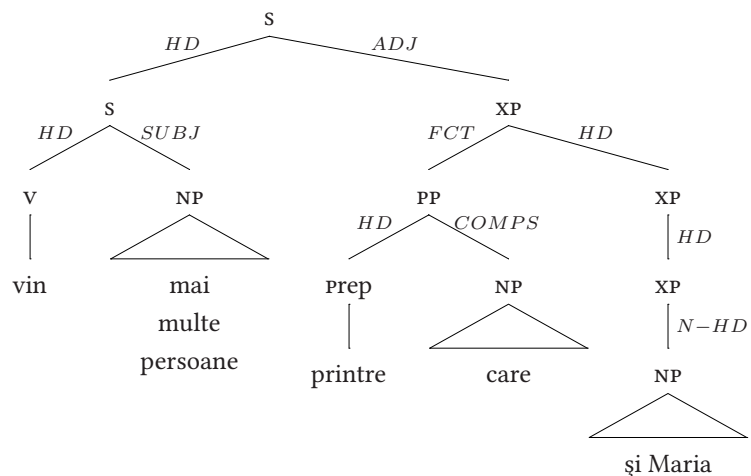 S
HD ADJ
S XP
HD SUBJ FCT HD
V NP PP XP
HD COMPS HD
vin mai Prep NP XP
multe
persoane
N−HD
printre care NP
şi Maria